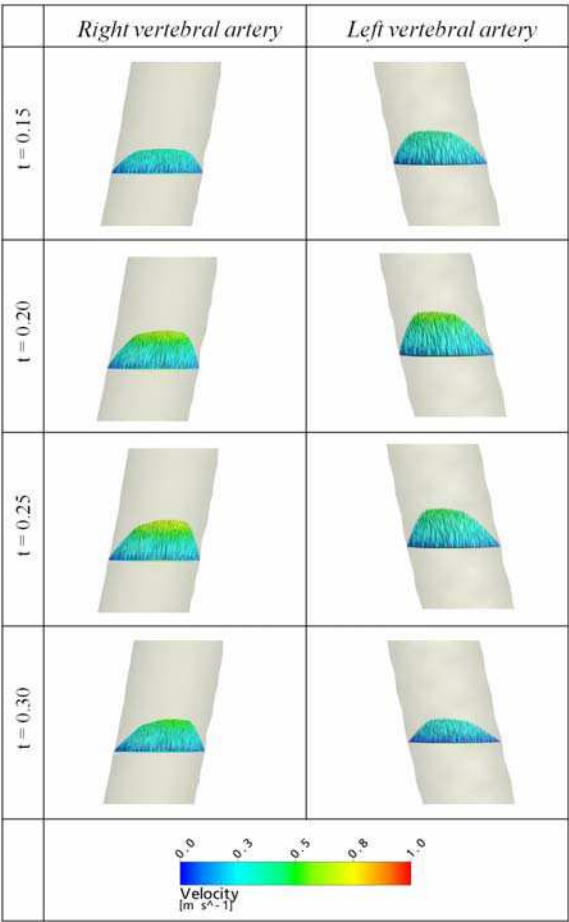 Right vertebral artery Left vertebral artery
t = 0.15
t = 0.20
t = 0.25
t = 0.30
0.0 0.3 0.5 0.8 1.0
Velocity
[m s^-1]